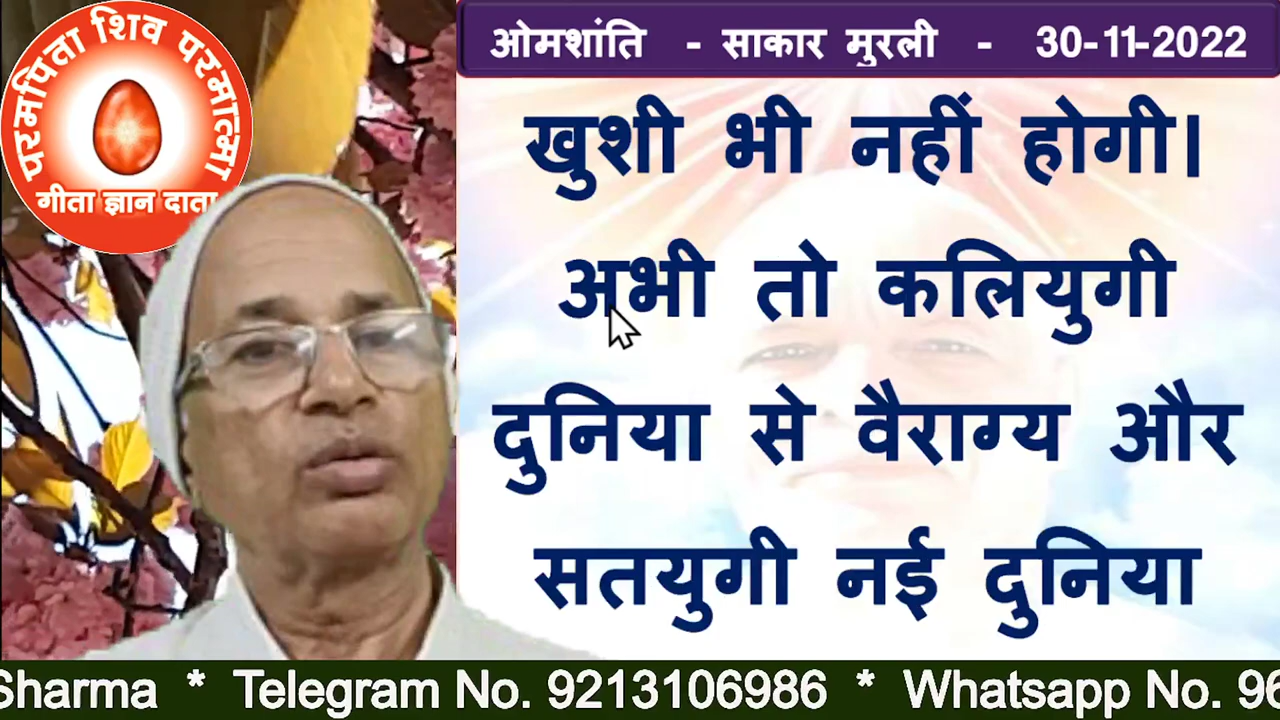 परमपिता शिव परमात्मा
गीता ज्ञान दाता
ओमशांति - साकार मुरली - 30-11-2022
खुशी भी नहीं होगी।
अभी तो कलियुगी
दुनिया से वैराग्य और
सतयुगी नई दुनिया
Sharma * Telegram No. 9213106986 * Whatsapp No. 96